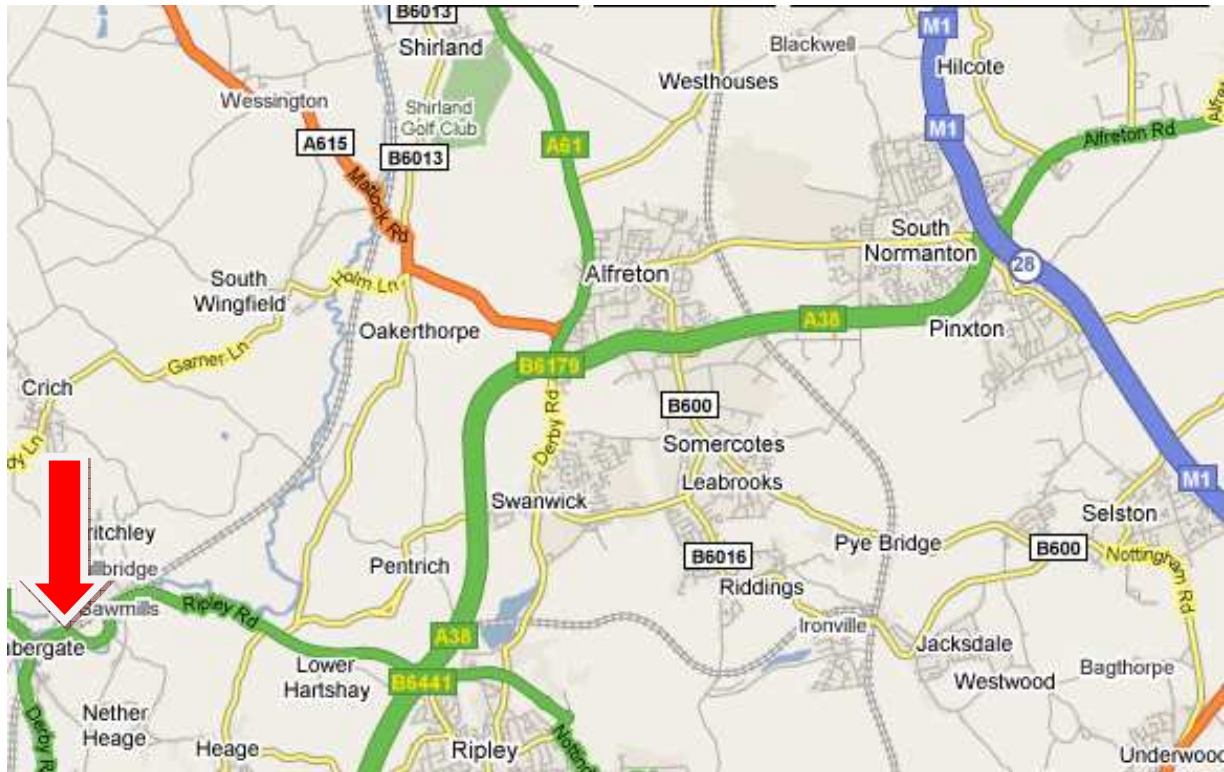 B6013
Shirland
M1
Blackwell
Hilcote
Westhouses
Wessington
Shirland
Golf Club
A615
B6013
A61
M1
Alfreton Rd
Matlock Rd
South
Normanton
28
Alfreton
South
Wingfield
Holm Ln
Oakerthorpe
A38
Pinxton
Garner Ln
B6179
Crich
B600
Derby Rd
Somercotes
M1
Leabrooks
Swanwick
Selston
Pye Bridge
B600
Nottingham Rd
B6016
Pentrich
Riddings
Ripley Rd
Sawmills
Ironville
A38
Jacksdale
Lower
Hartshay
B6441
Westwood
Bagthorpe
Nether
Heage
Heage
Ripley
Underwood